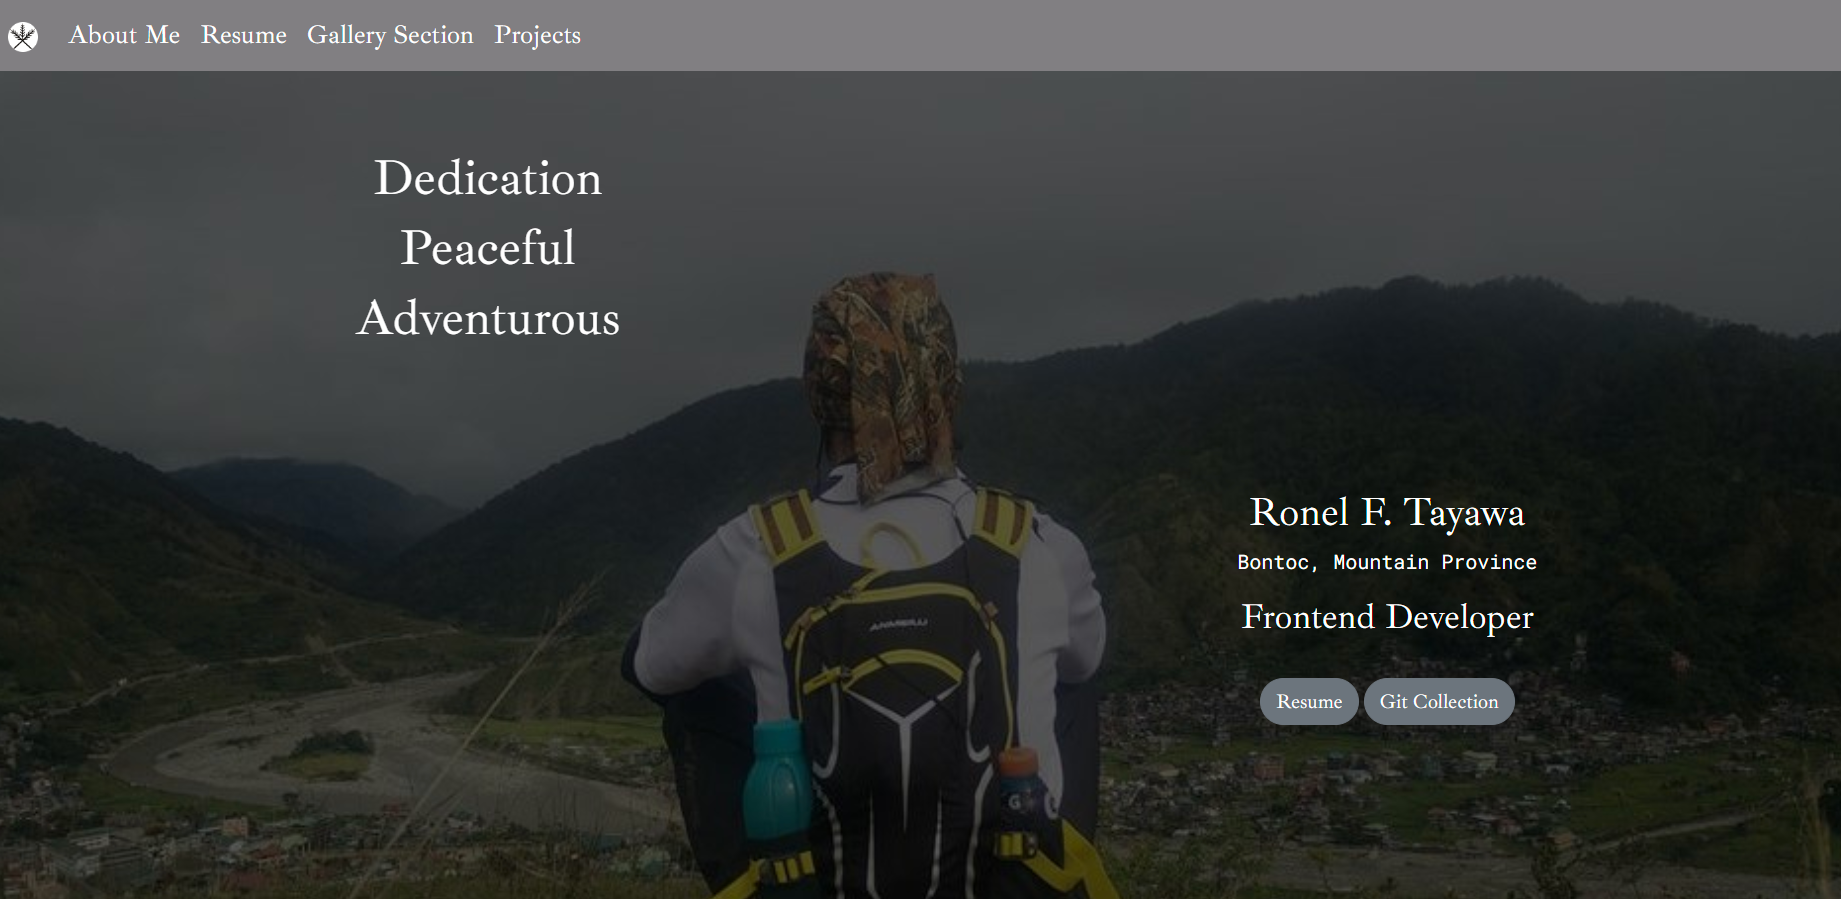 About Me Resume Gallery Section Projects
Dedication
Peaceful
Adventurous
Ronel F. Tayawa
Bontoc, Mountain Province
Frontend Developer
Resume Git Collection
G